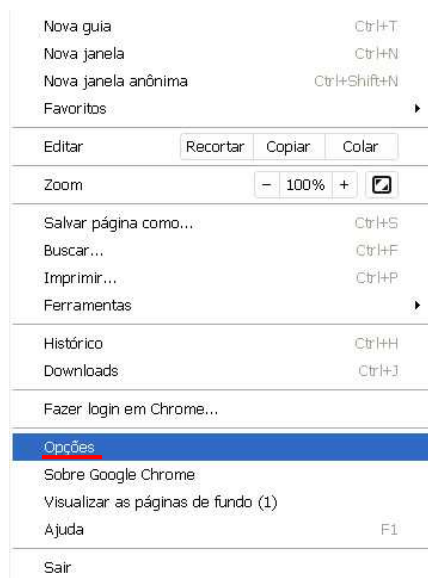 Nova guia Ctrl+T
Nova janela Ctrl+N
Nova janela anônima Ctrl+Shift+N
Favoritos
Editar Recortar Copiar Colar
Zoom − 100% +
Salvar página como... Ctrl+S
Buscar... Ctrl+F
Imprimir... Ctrl+P
Ferramentas
Histórico Ctrl+H
Downloads Ctrl+J
Fazer login em Chrome...
Opções
Sobre Google Chrome
Visualizar as páginas de fundo (1)
Ajuda F1
Sair